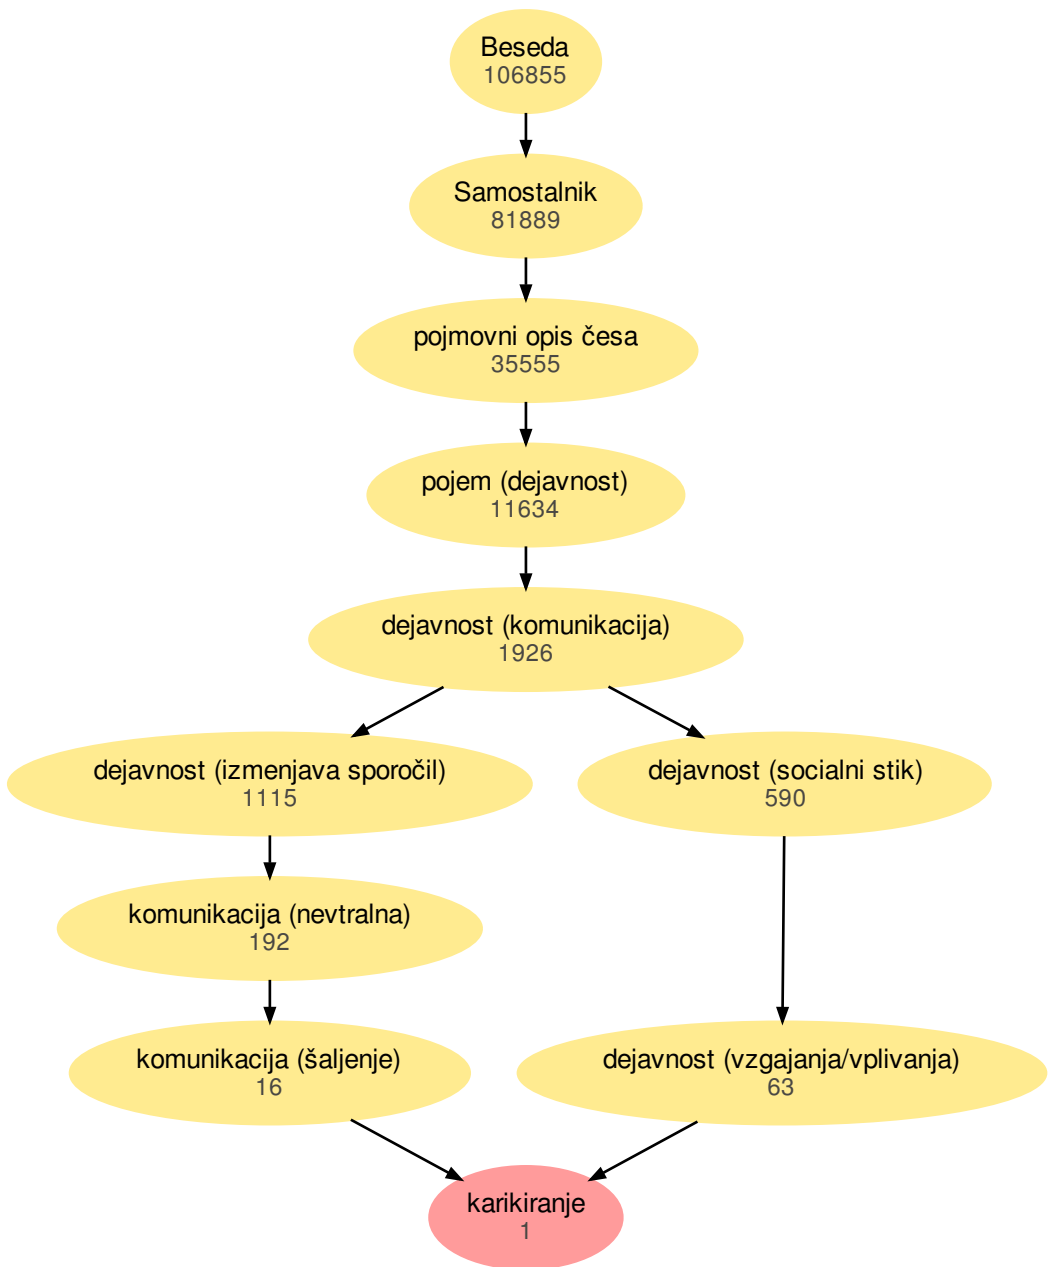 Beseda
106855
Samostalnik
81889
pojmovni opis česa
35555
pojem (dejavnost)
11634
dejavnost (komunikacija)
1926
dejavnost (izmenjava sporočil)
1115
dejavnost (socialni stik)
590
komunikacija (nevtralna)
192
komunikacija (šaljenje)
16
dejavnost (vzgajanja/vplivanja)
63
karikiranje
1